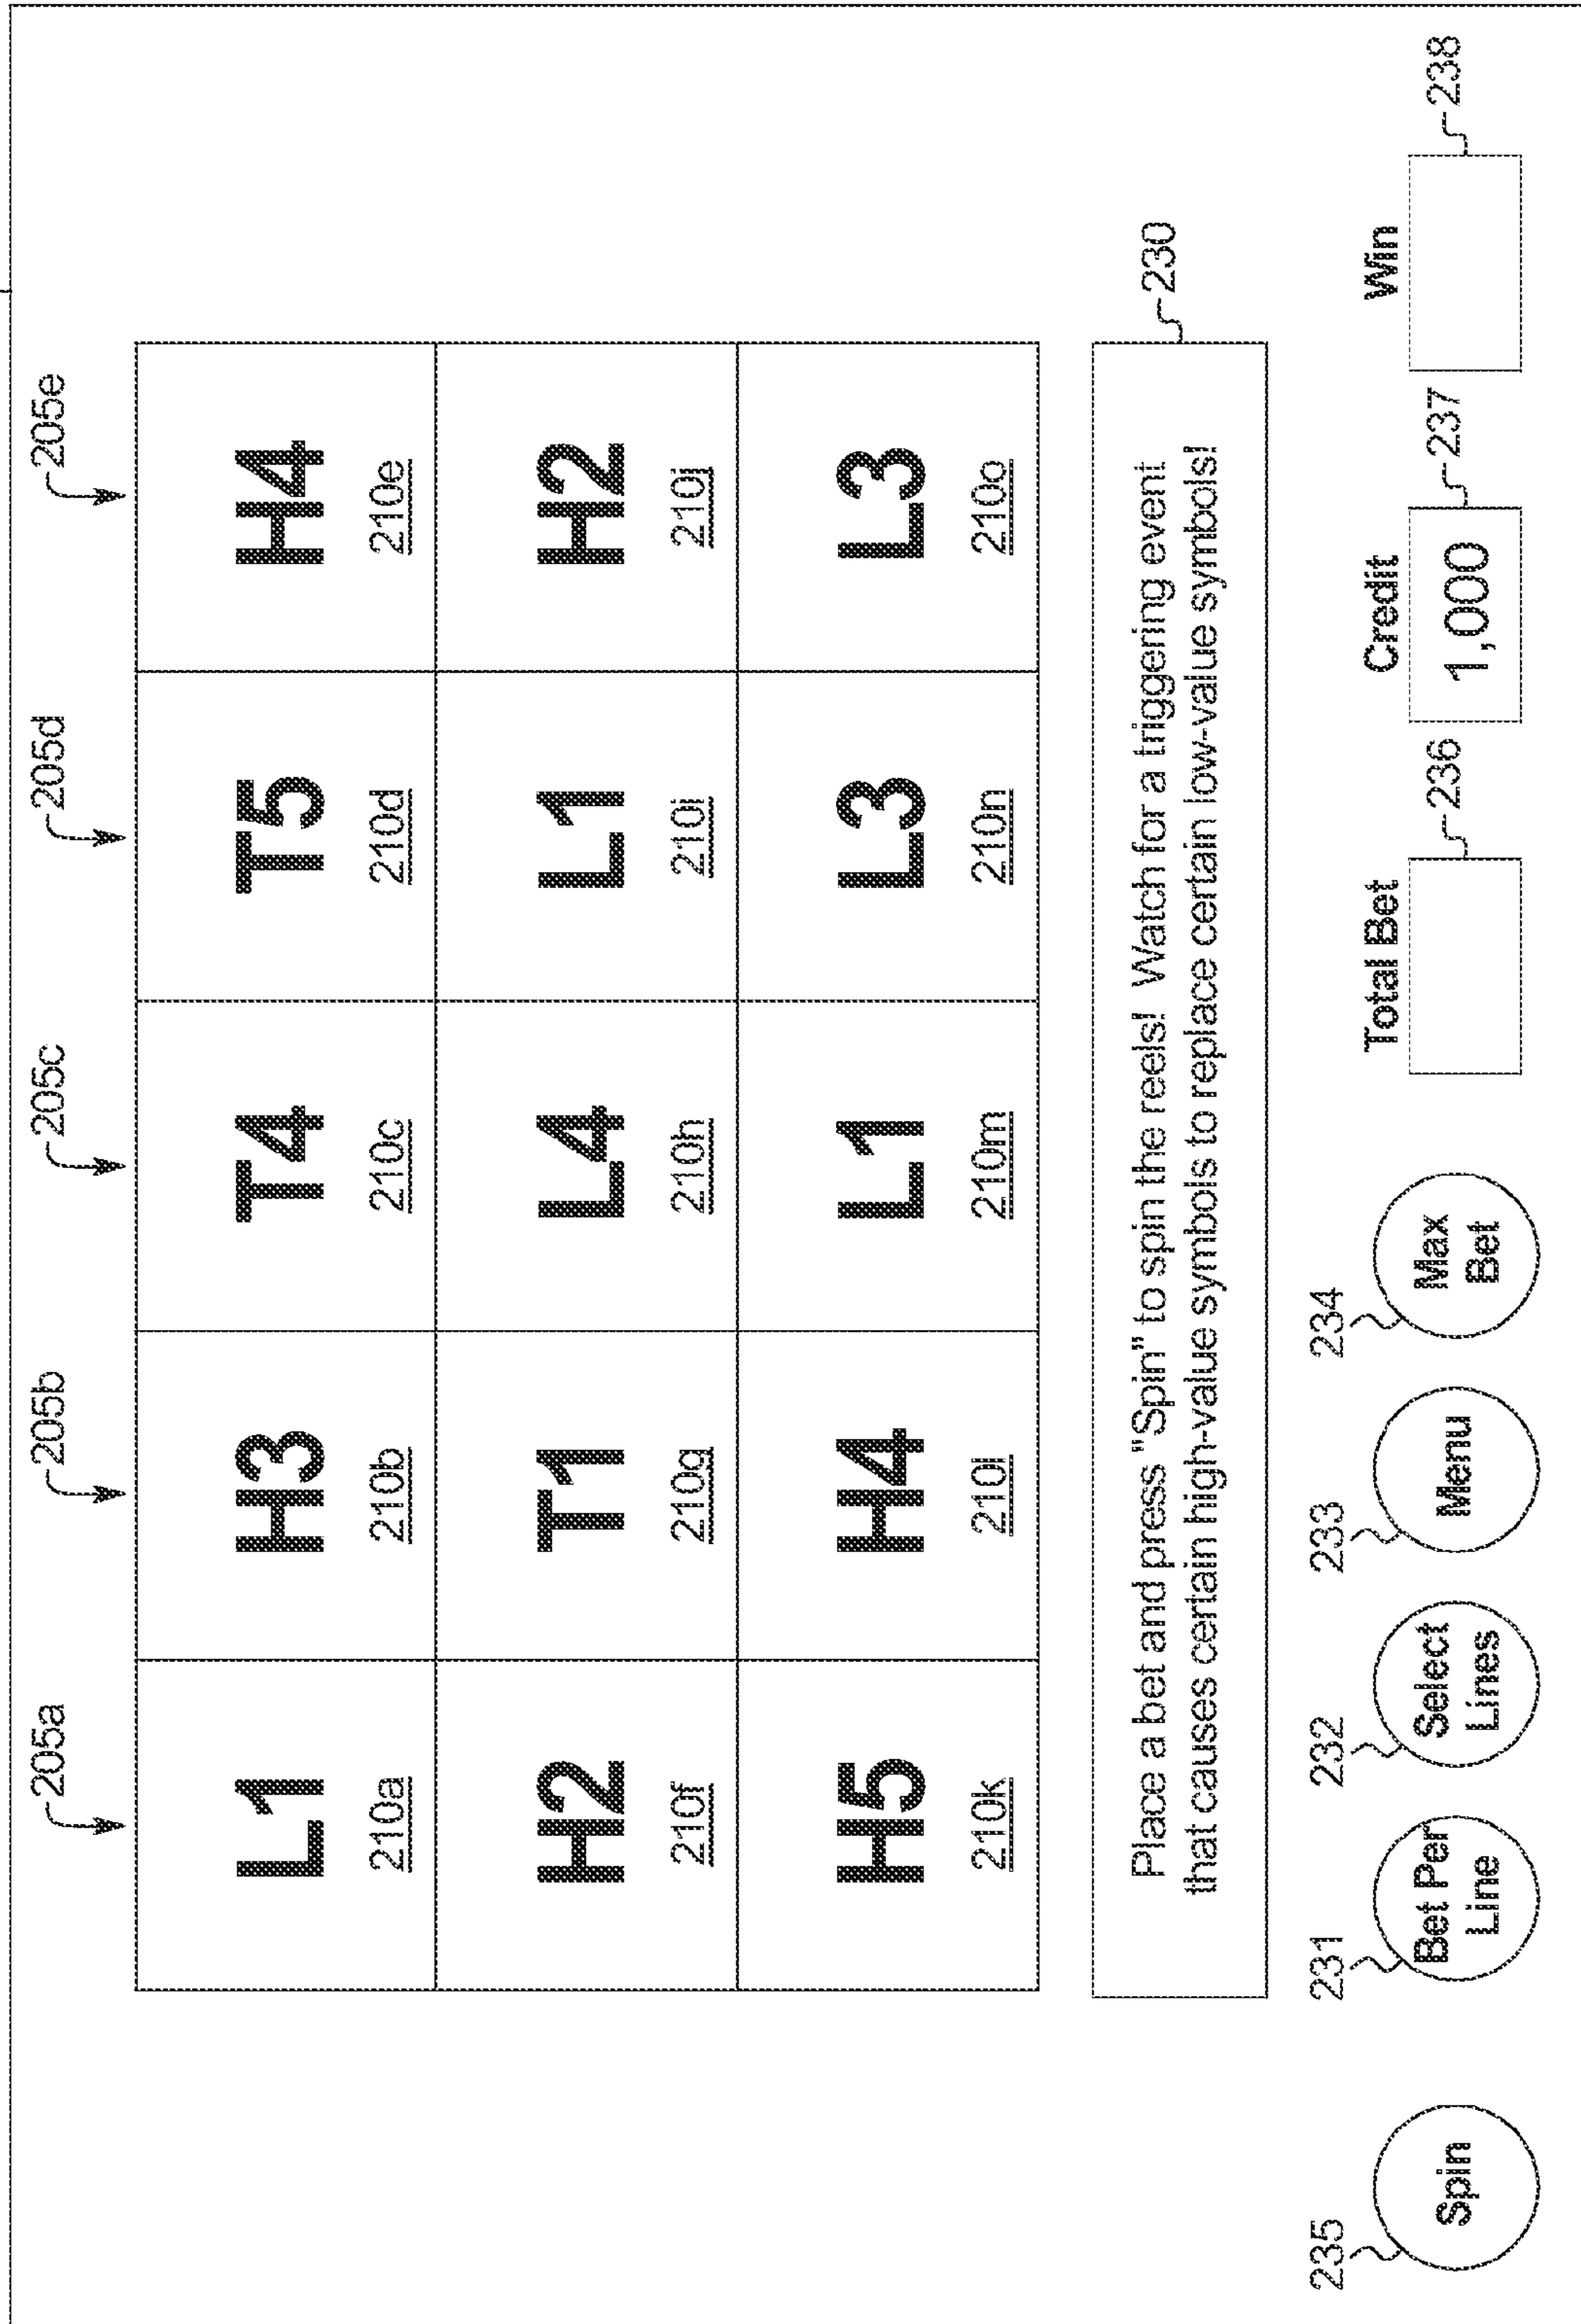 205a 205b 205c 205d 205e
L1 H3 T4 T5 H4
210a 210b 210c 210d 210e
H2 T1 L4 L1 H2
210f 210g 210h 210i 210j
H5 H4 L1 L3 L3
210k 210l 210m 210n 210o
230
Place a bet and press "Spin" to spin the reels! Watch for a triggering event
that causes certain high-value symbols to replace certain low-value symbols!
235 231 232 233 234
Spin
Bet Per
Line
Select
Lines
Menu
Max
Bet
Total Bet
236
Credit
1,000
237
Win
238